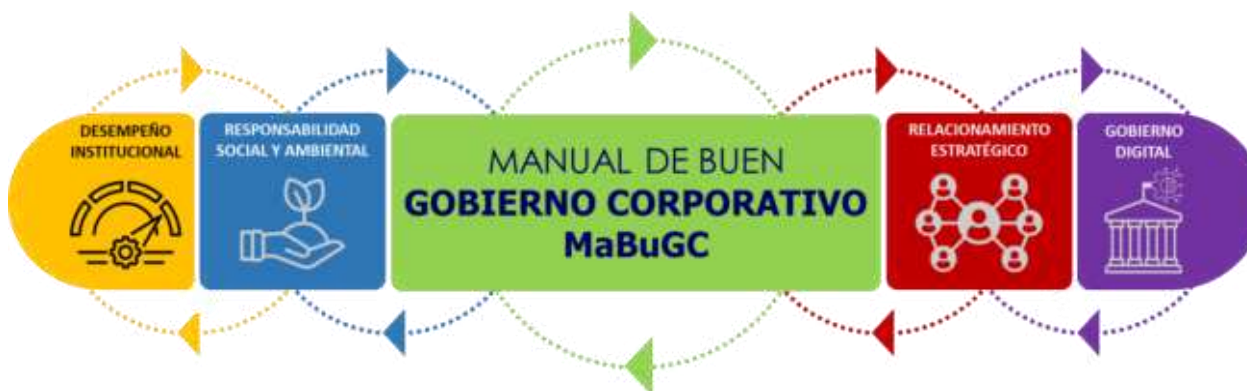 DESEMPEÑO
INSTITUCIONAL
RESPONSABILIDAD
SOCIAL Y AMBIENTAL
MANUAL DE BUEN
GOBIERNO CORPORATIVO
MaBuGC
RELACIONAMIENTO
ESTRATÉGICO
GOBIERNO
DIGITAL